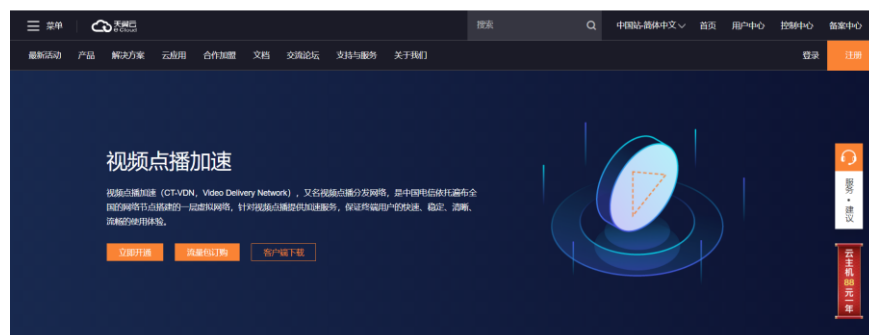 菜单
天翼云
e Cloud
搜索
中国站-简体中文
首页
用户中心
控制中心
备案中心
最新活动
产品
解决方案
云应用
合作加盟
文档
交流论坛
支持与服务
关于我们
登录
注册
视频点播加速
视频点播加速（CT-VDN，Video Delivery Network），又名视频点播分发网络，是中国电信依托遍布全
国的网络节点搭建的一层虚拟网络，针对视频点播提供加速服务，保证终端用户的快速、稳定、清晰、
流畅的使用体验。
立即开通
流量包订购
客户端下载
服务·建议
云主机88元一年